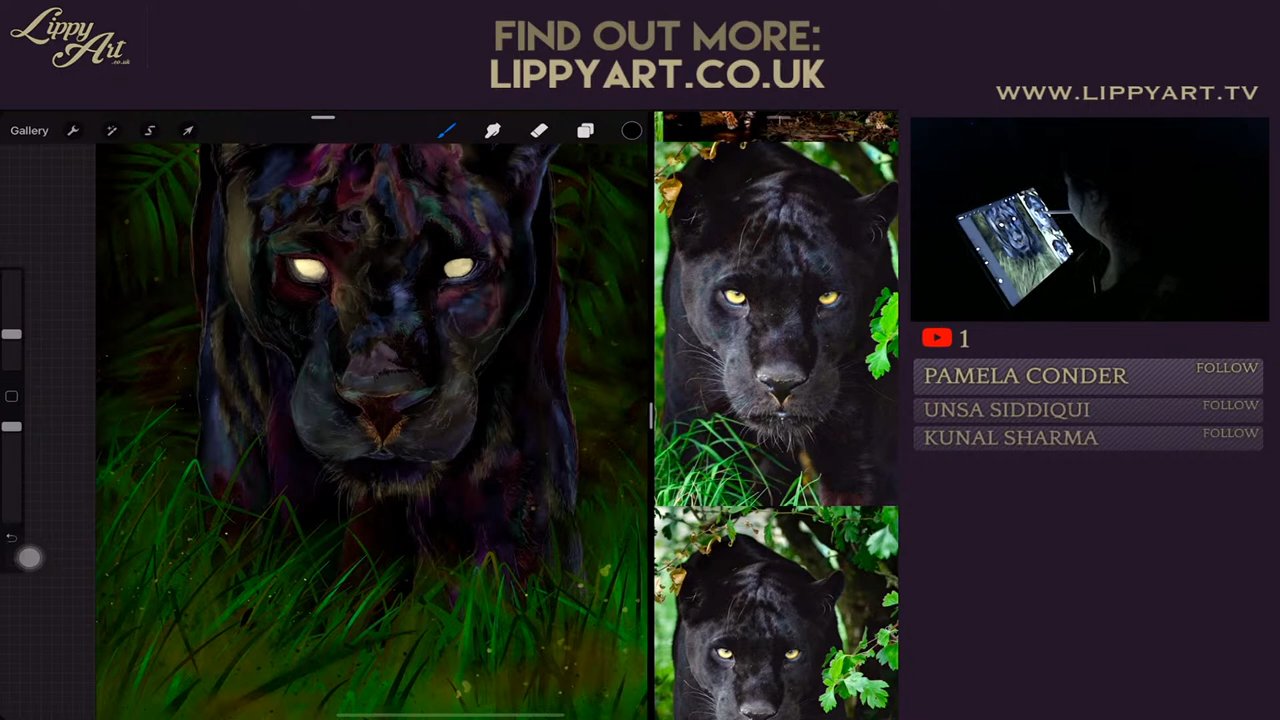 Lippy
Art
.co.uk
FIND OUT MORE:
LIPPYART.CO.UK
WWW.LIPPYART.TV
Gallery
1
PAMELA CONDER FOLLOW
UNSA SIDDIQUI FOLLOW
KUNAL SHARMA FOLLOW